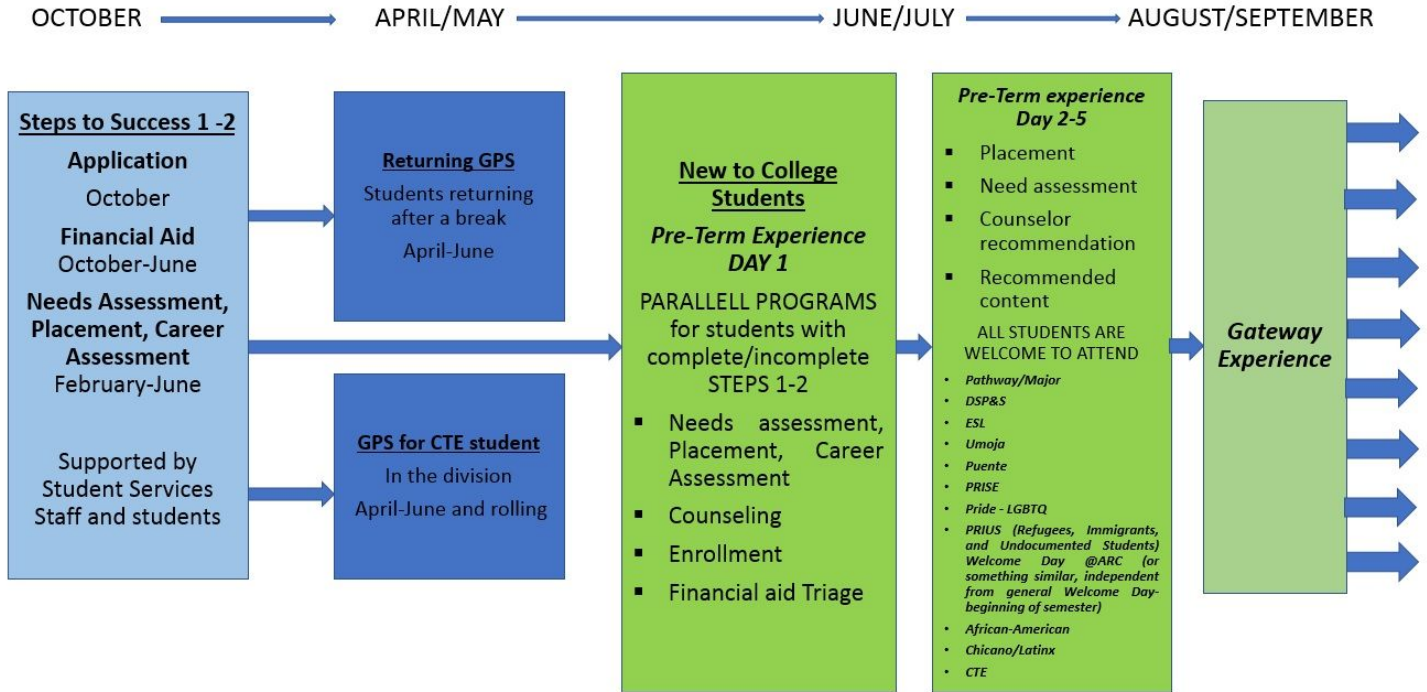 OCTOBER
APRIL/MAY
JUNE/JULY
AUGUST/SEPTEMBER
Steps to Success 1 -2
Application
October
Financial Aid
October-June
Needs Assessment,
Placement, Career
Assessment
February-June
Supported by
Student Services
Staff and students
Returning GPS
Students returning
after a break
April-June
GPS for CTE student
In the division
April-June and rolling
New to College
Students
Pre-Term Experience
DAY 1
PARALLELL PROGRAMS
for students with
complete/incomplete
STEPS 1-2
▪ Needs assessment,
Placement, Career
Assessment
▪ Counseling
▪ Enrollment
▪ Financial aid Triage
Pre-Term experience
Day 2-5
▪ Placement
▪ Need assessment
▪ Counselor
recommendation
▪ Recommended
content
ALL STUDENTS ARE
WELCOME TO ATTEND
• Pathway/Major
• DSP&S
• ESL
• Umoja
• Puente
• PRISE
• Pride - LGBTQ
• PRIUS (Refugees, Immigrants,
and Undocumented Students)
Welcome Day @ARC (or
something similar, independent
from general Welcome Day-
beginning of semester)
• African-American
• Chicano/Latinx
• CTE
Gateway
Experience